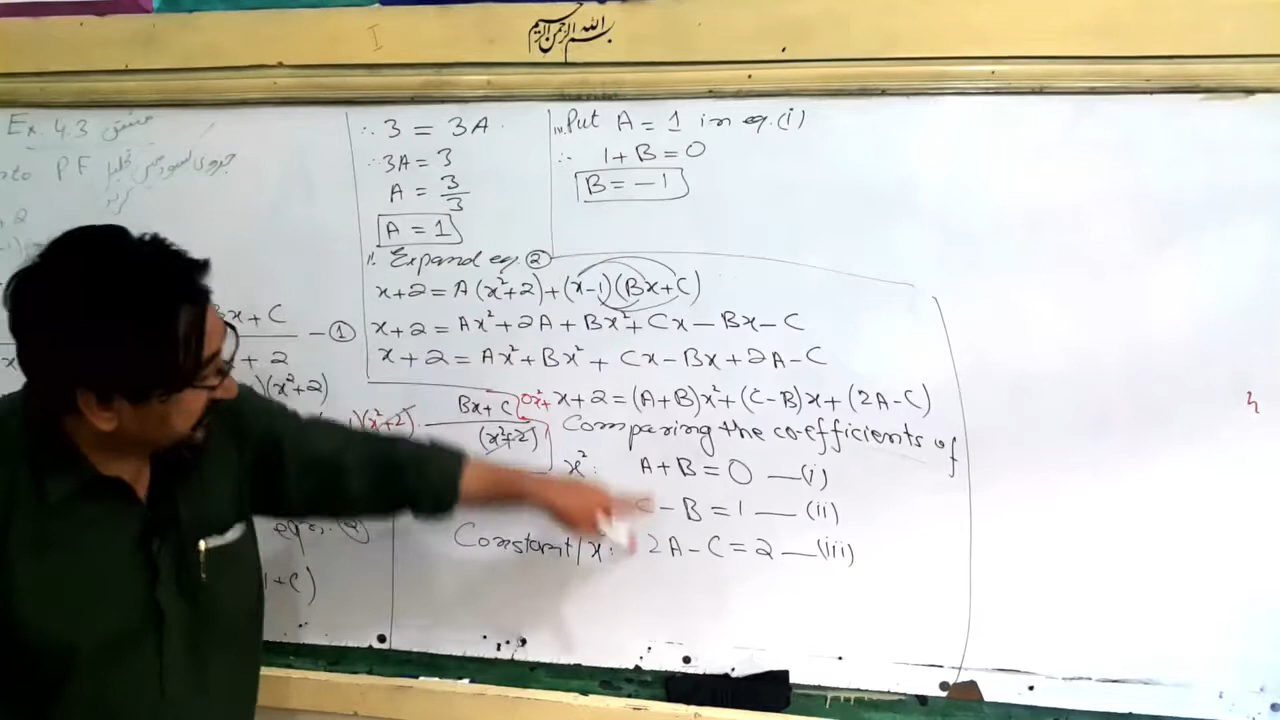 بسم الله الرحمن الرحيم
I
Ex. 4.3 مشق
PF
∴ 3 = 3A
∴ 3A = 3
A = 3/3
A = 1
Put A = 1 in eq.(i)
∴ 1+B=0
B = -1
ii. Expand eq. ②
x+2 = A(x²+2)+(x-1)(Bx+C)
x+2 = Ax²+2A+Bx²+Cx-Bx-C
x+2 = Ax²+Bx²+Cx-Bx+2A-C
0x²+x+2=(A+B)x²+(C-B)x+(2A-C)
Comparing the co-efficients of
x²: A+B=0 —(i)
C-B=1 —(ii)
Constant/x: 2A-C=2 —(iii)
x+C
—①
+2
)(x²+2)
)(x²+2)
Bx+C
(x²+2)